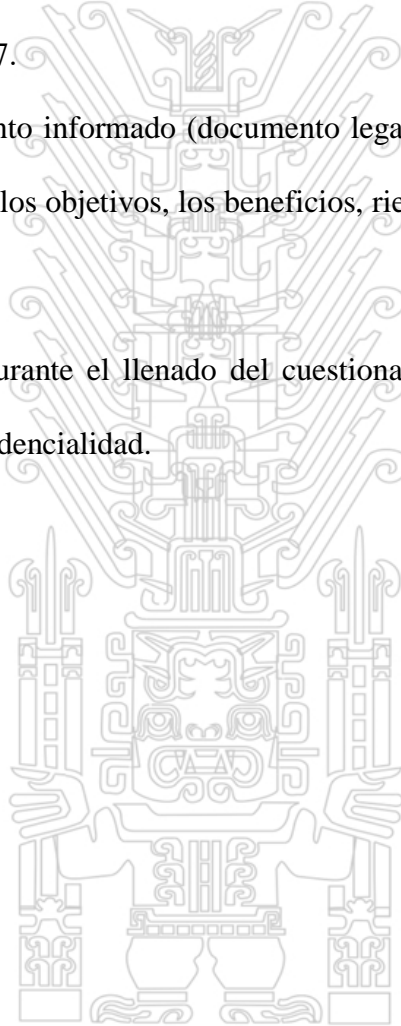 7.
nto informado (documento lega
los objetivos, los beneficios, rie
urante el llenado del cuestiona
dencialidad.